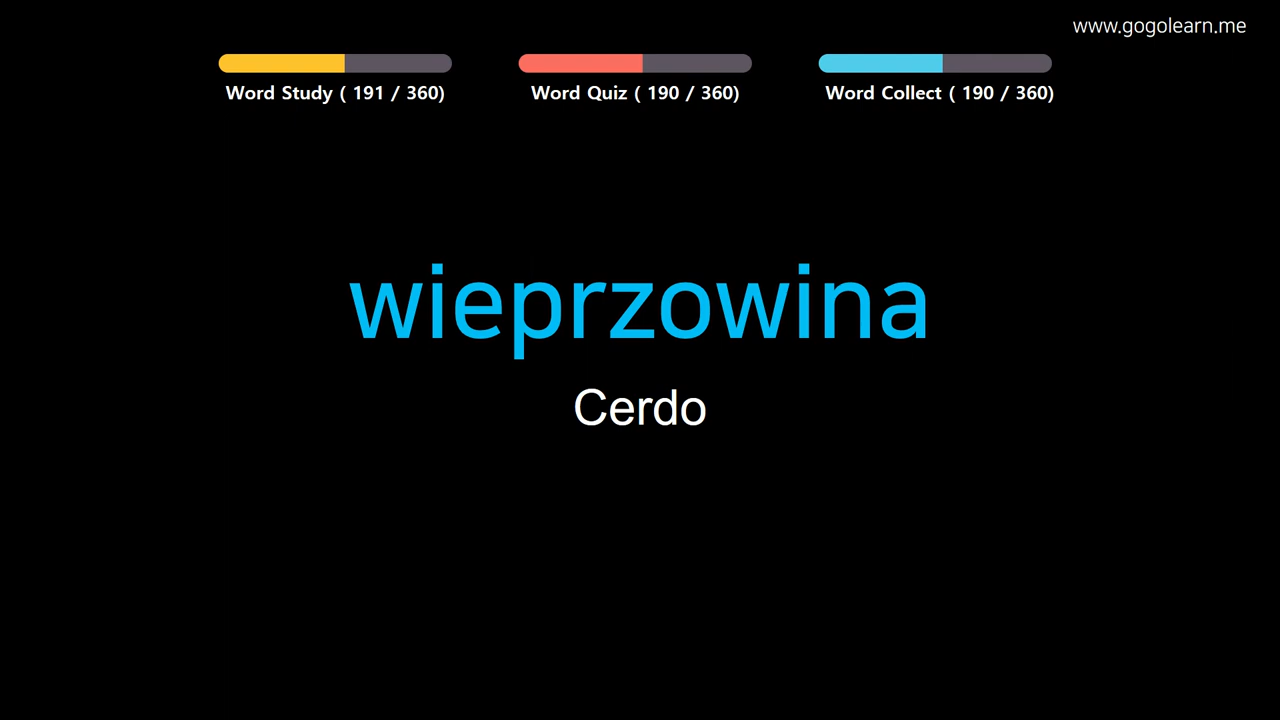 www.gogolearn.me
Word Study ( 191 / 360)
Word Quiz ( 190 / 360)
Word Collect ( 190 / 360)
wieprzowina
Cerdo